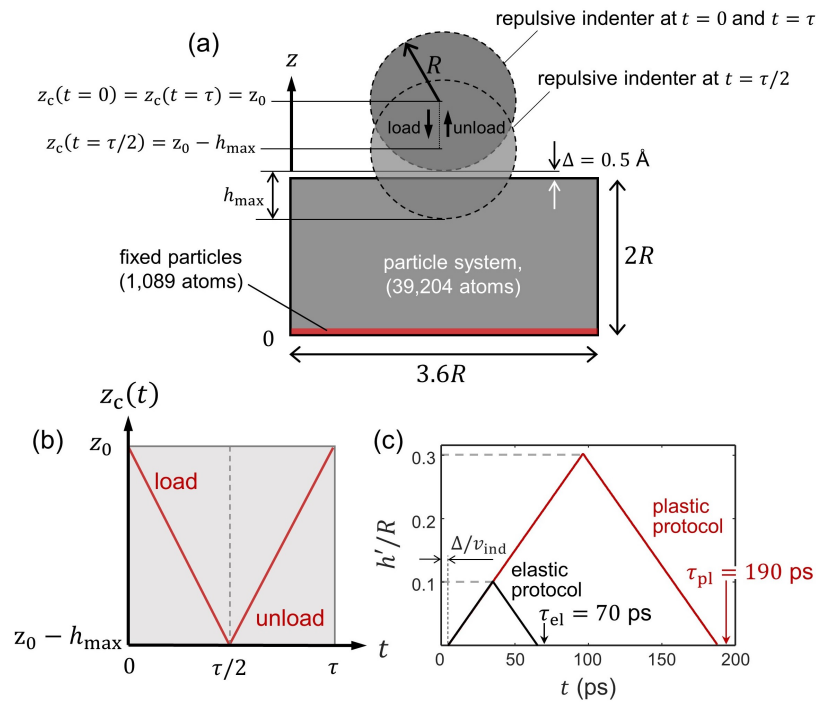 (a)
repulsive indenter at t = 0 and t = τ
z
R
repulsive indenter at t = τ/2
z_c(t = 0) = z_c(t = τ) = z_0
load
unload
z_c(t = τ/2) = z_0 − h_max
Δ = 0.5 Å
h_max
fixed particles
(1,089 atoms)
particle system,
(39,204 atoms)
2R
0
3.6R
z_c(t)
(b)
z_0
load
unload
z_0 − h_max
0
τ/2
τ
t
(c)
h′/R
0.3
0.2
0.1
Δ/v_ind
plastic
protocol
elastic
protocol
τ_pl = 190 ps
τ_el = 70 ps
0
50
100
150
200
t (ps)